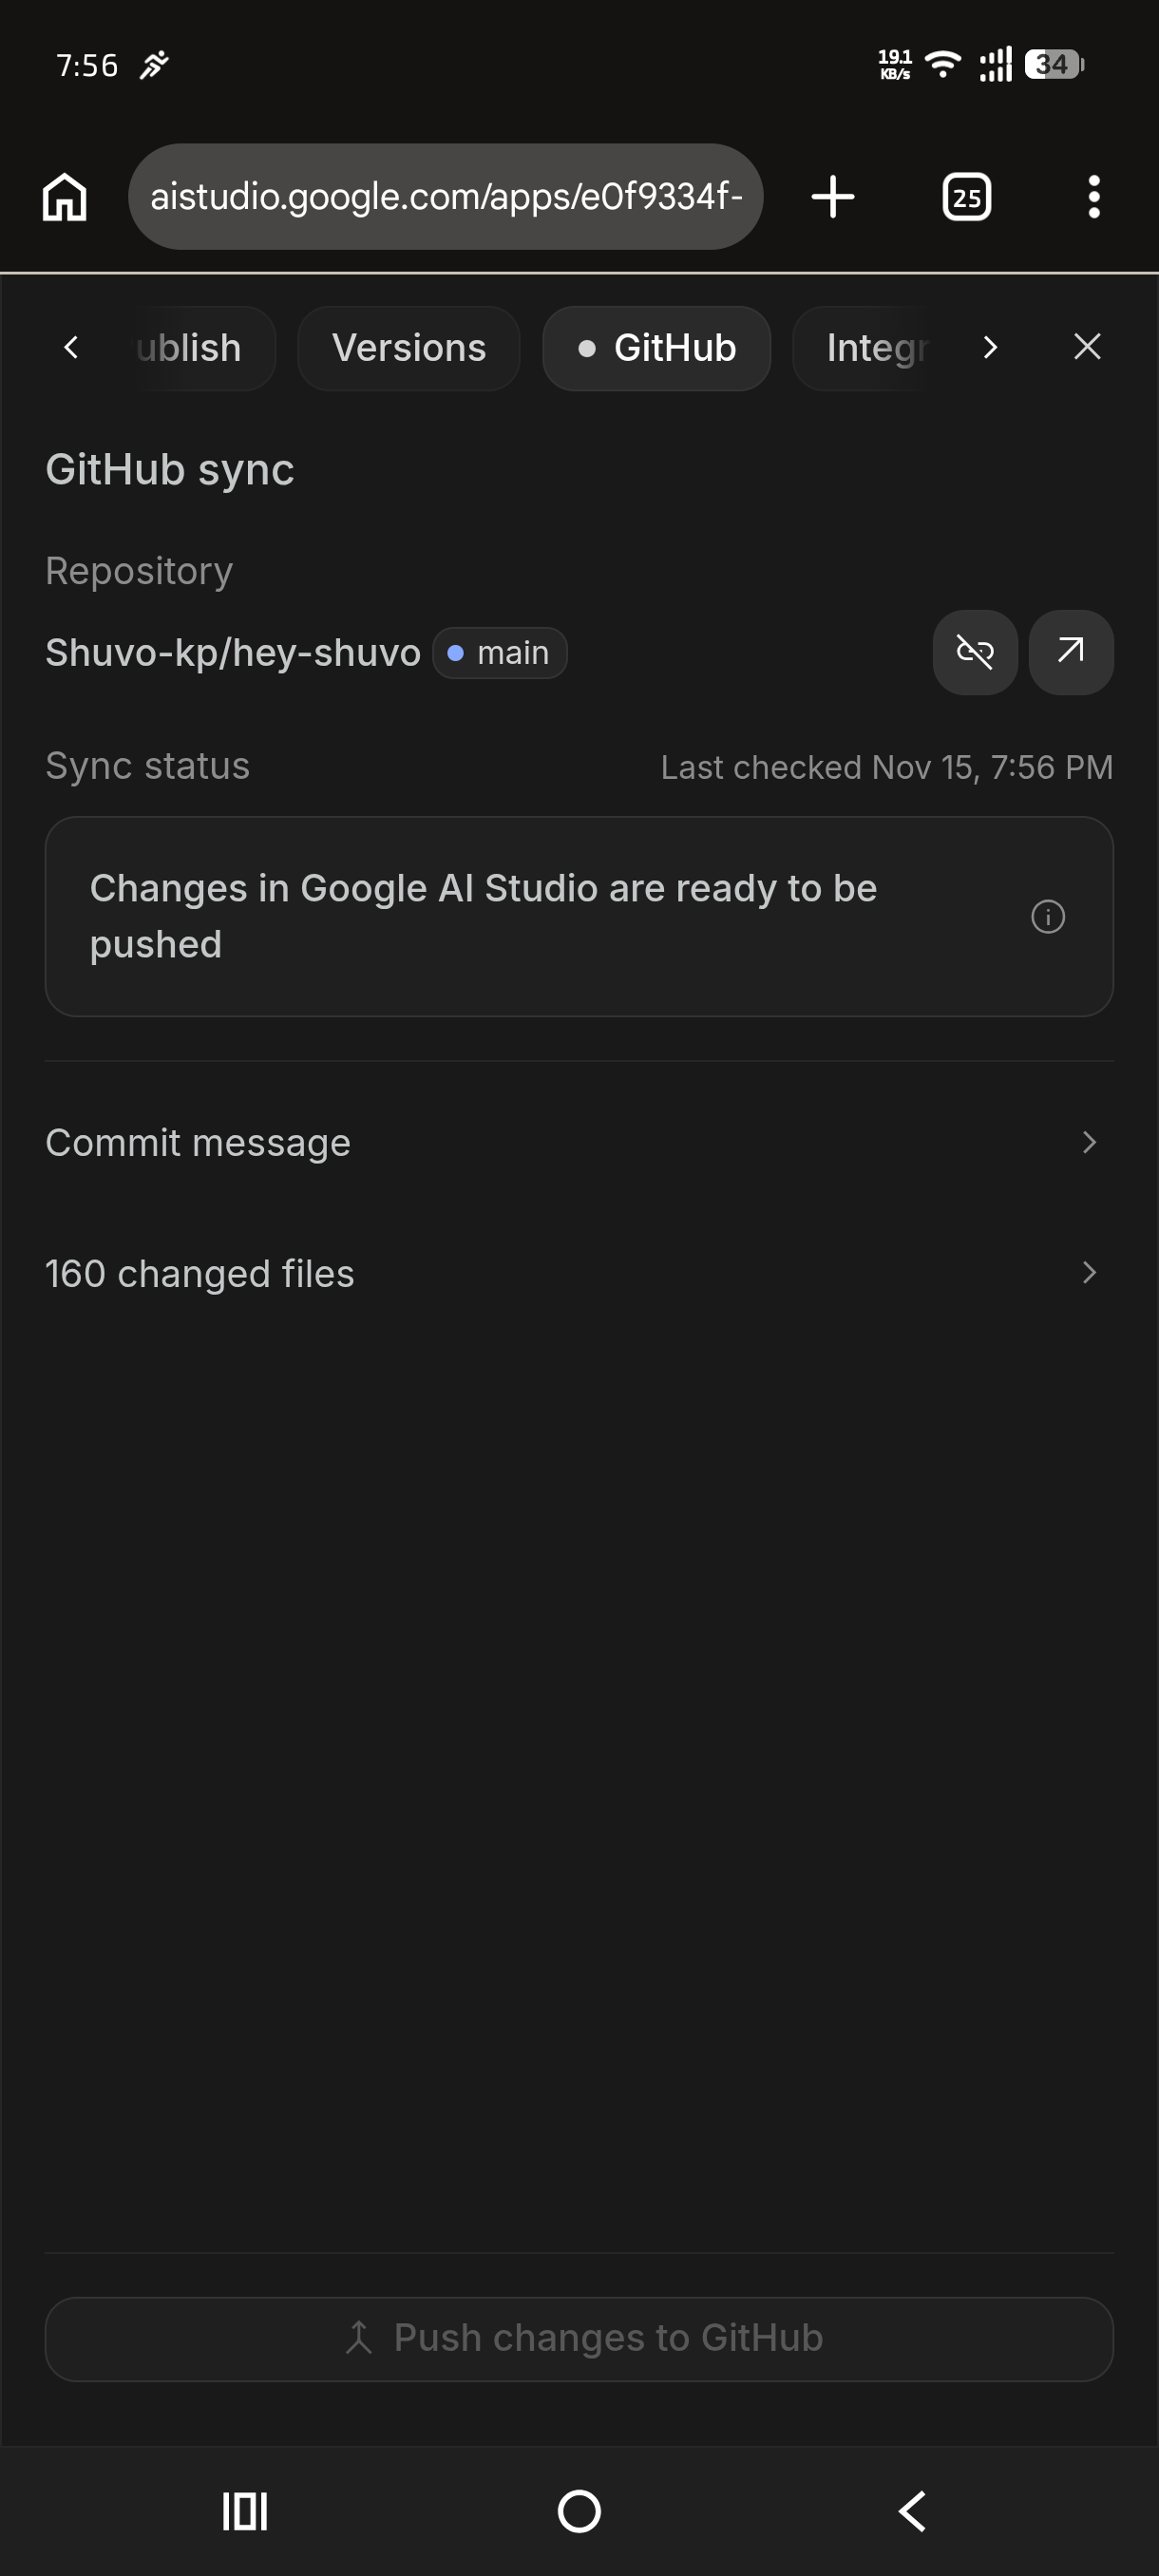 7:56
19.1
KB/s
34
aistudio.google.com/apps/e0f9334f-
25
ublish
Versions
GitHub
Integr
GitHub sync
Repository
Shuvo-kp/hey-shuvo
main
Sync status
Last checked Nov 15, 7:56 PM
Changes in Google AI Studio are ready to be
pushed
Commit message
160 changed files
Push changes to GitHub